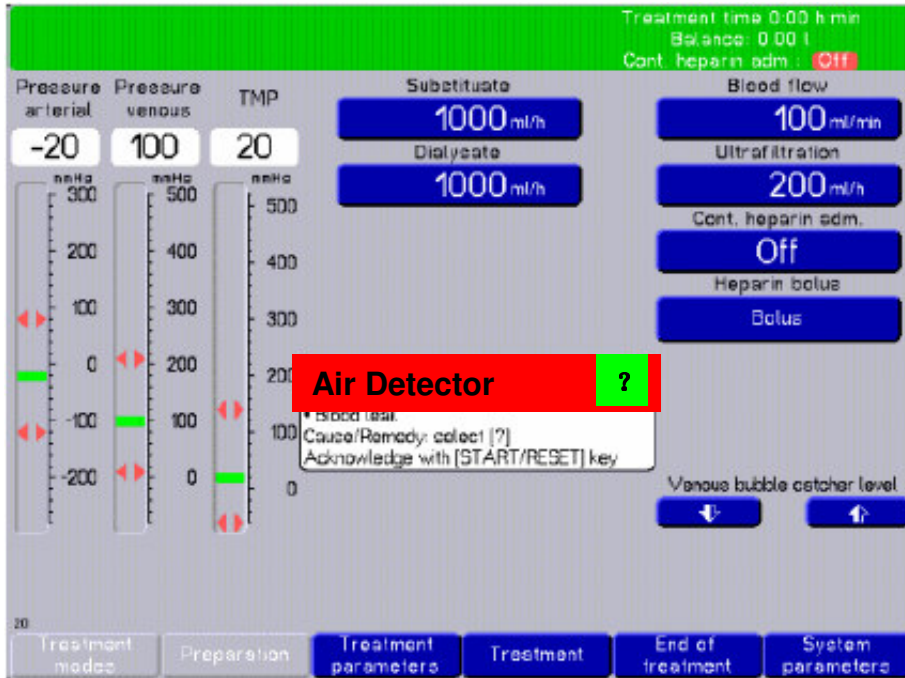 Treatment time 0:00 h:min
Balance: 0.00 l
Cont. heparin adm.: Off
Pressure arterial
Pressure venous
TMP
-20
100
20
mmHg
mmHg
mmHg
300
200
100
0
-100
-200
500
400
300
200
100
0
500
400
300
200
100
0
Substituate
1000 ml/h
Dialysate
1000 ml/h
Blood flow
100 ml/min
Ultrafiltration
200 ml/h
Cont. heparin adm.
Off
Heparin bolus
Bolus
Air Detector ?
• Blood leak
Cause/Remedy: select [?]
Acknowledge with [START/RESET] key
Venous bubble catcher level
20
Treatment modes
Preparation
Treatment parameters
Treatment
End of treatment
System parameters